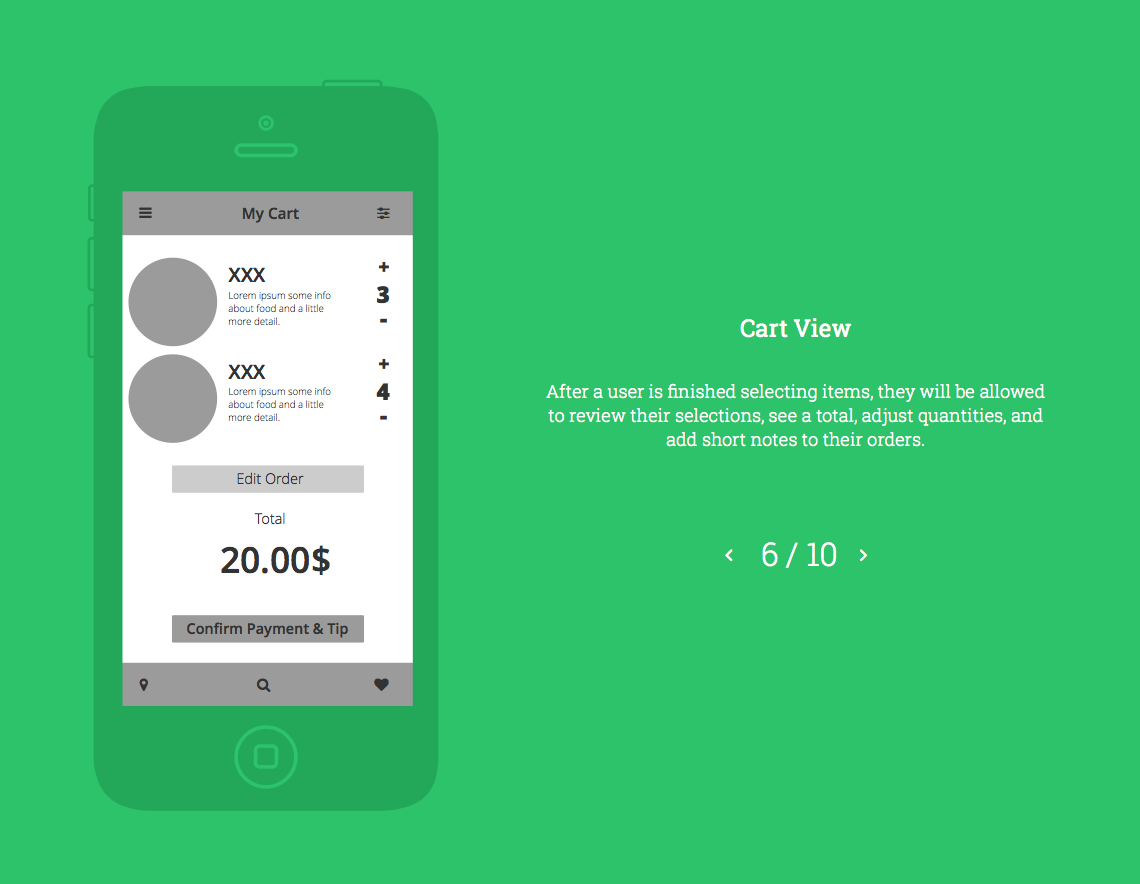 My Cart
XXX
Lorem ipsum some info
about food and a little
more detail.
+
3
-
XXX
Lorem ipsum some info
about food and a little
more detail.
+
4
-
Edit Order
Total
20.00$
Confirm Payment & Tip
Cart View
After a user is finished selecting items, they will be allowed
to review their selections, see a total, adjust quantities, and
add short notes to their orders.
6 / 10